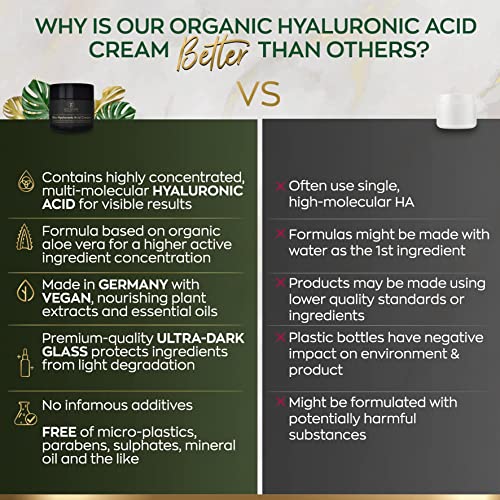 WHY IS OUR ORGANIC HYALURONIC ACID
CREAM Better THAN OTHERS?
VS
Contains highly concentrated,
multi-molecular HYALURONIC
ACID for visible results
Formula based on organic
aloe vera for a higher active
ingredient concentration
Made in GERMANY with
VEGAN, nourishing plant
extracts and essential oils
Premium-quality ULTRA-DARK
GLASS protects ingredients
from light degradation
No infamous additives
FREE of micro-plastics,
parabens, sulphates, mineral
oil and the like
Often use single,
high-molecular HA
Formulas might be made with
water as the 1st ingredient
Products may be made using
lower quality standards or
ingredients
Plastic bottles have negative
impact on environment &
product
Might be formulated with
potentially harmful
substances